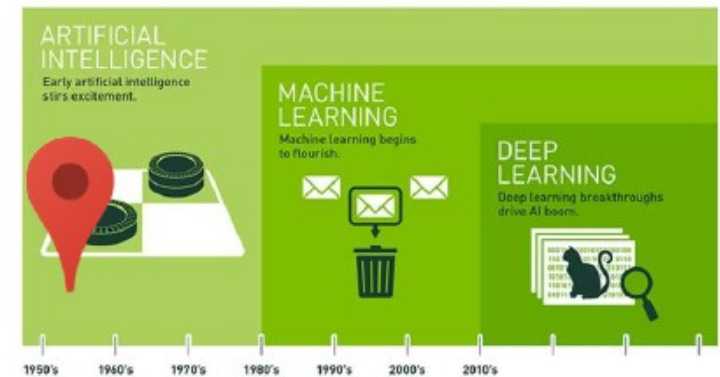 ARTIFICIAL
INTELLIGENCE
Early artificial intelligence
stirs excitement.
MACHINE
LEARNING
Machine learning begins
to flourish.
DEEP
LEARNING
Deep learning breakthroughs
drive AI boom.
1950's 1960's 1970's 1980's 1990's 2000's 2010's